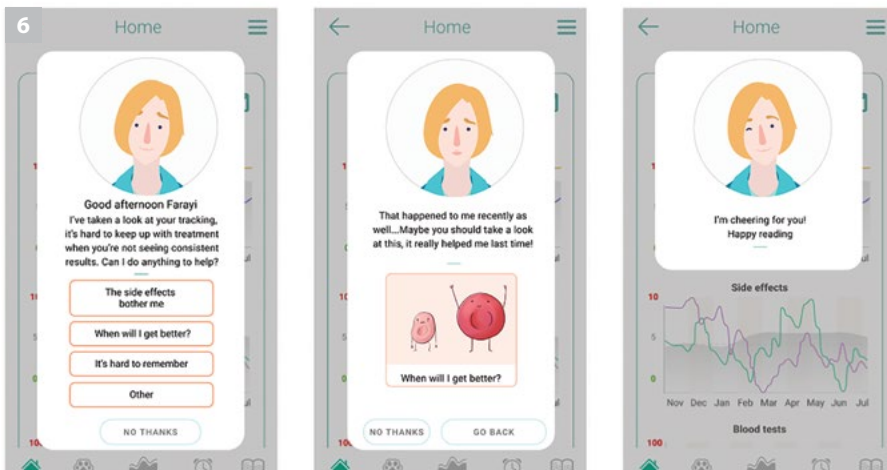 6
Home
Good afternoon Farayi
I've taken a look at your tracking,
it's hard to keep up with treatment
when you're not seeing consistent
results. Can I do anything to help?
The side effects
bother me
When will I get better?
It's hard to remember
Other
NO THANKS
10
Home
That happened to me recently as
well...Maybe you should take a look
at this, it really helped me last time!
When will I get better?
NO THANKS
GO BACK
Home
I'm cheering for you!
Happy reading
Side effects
10
5
0
Nov Dec Jan Feb Mar Apr May Jun Jul
Blood tests
100